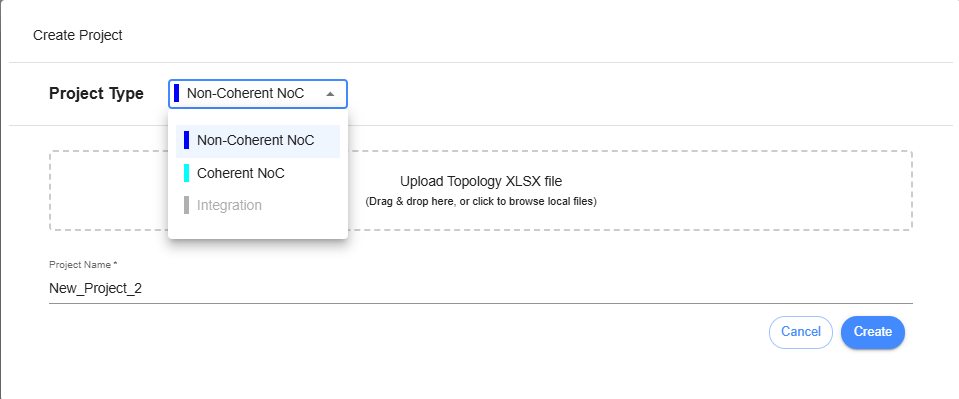 Create Project
Project Type
Non-Coherent NoC
Non-Coherent NoC
Coherent NoC
Integration
Upload Topology XLSX file
(Drag & drop here, or click to browse local files)
Project Name *
New_Project_2
Cancel
Create